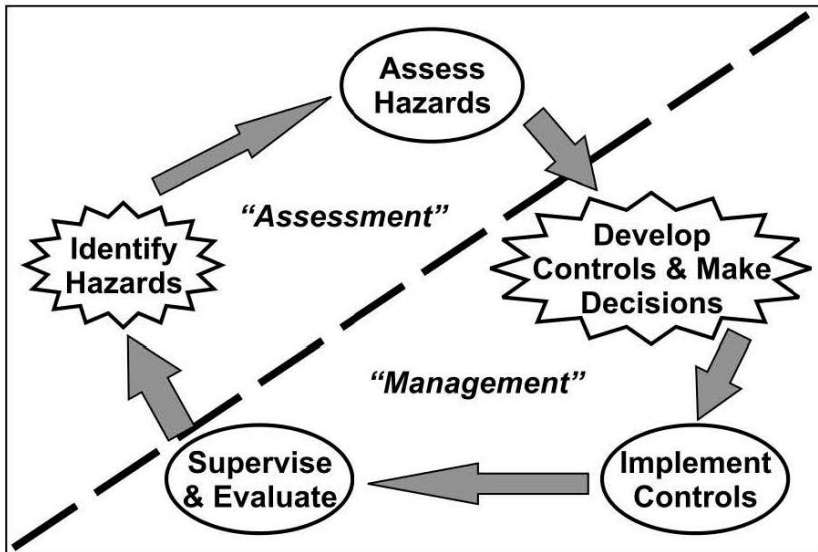 Assess
Hazards
“Assessment”
Identify
Hazards
Develop
Controls & Make
Decisions
“Management”
Supervise
& Evaluate
Implement
Controls